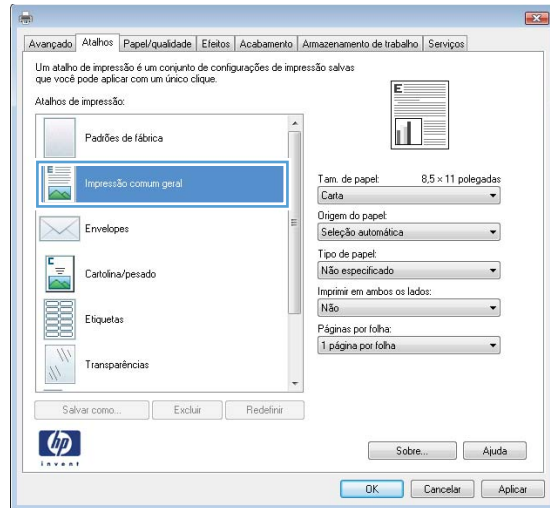 Avançado Atalhos Papel/qualidade Efeitos Acabamento Armazenamento de trabalho Serviços
Um atalho de impressão é um conjunto de configurações de impressão salvas
que você pode aplicar com um único clique.
Atalhos de impressão:
Padrões de fábrica
Impressão comum geral
Envelopes
Cartolina/pesado
Etiquetas
Transparências
Salvar como... Excluir Redefinir
E
Tam. de papel: 8,5 × 11 polegadas
Carta
Origem do papel:
Seleção automática
Tipo de papel:
Não especificado
Imprimir em ambos os lados:
Não
Páginas por folha:
1 página por folha
hp
invent
Sobre... Ajuda
OK Cancelar Aplicar